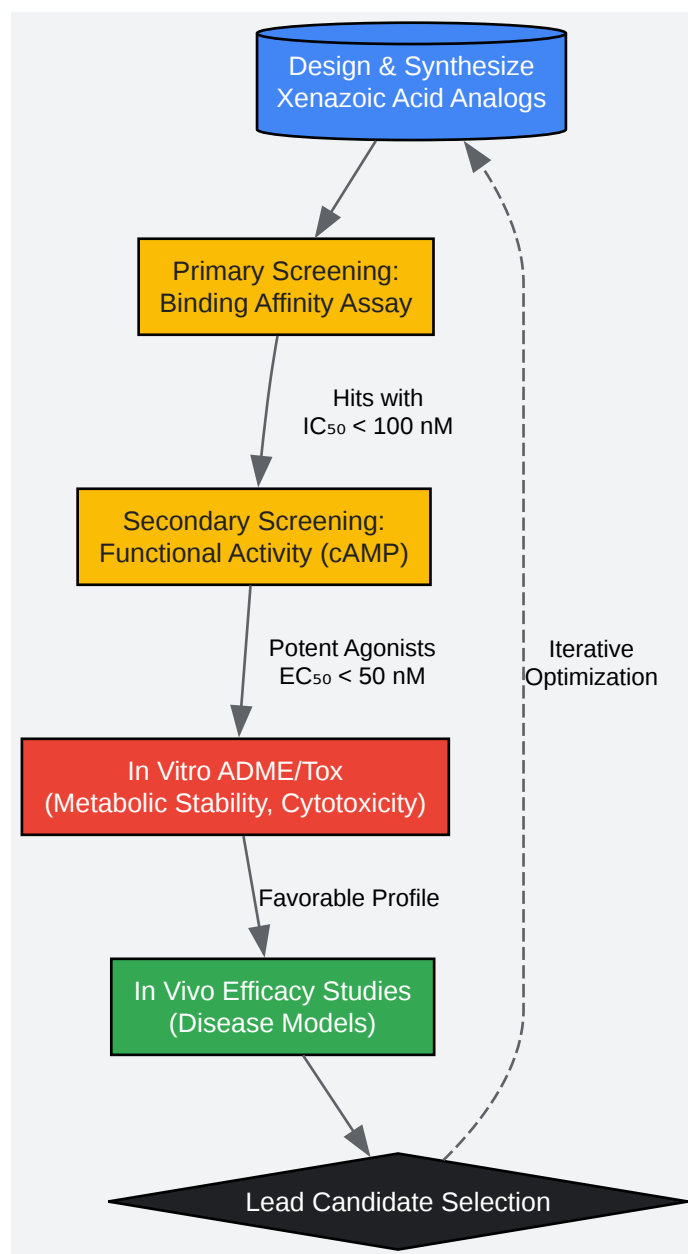 Design & Synthesize
Xenazoic Acid Analogs
Primary Screening:
Binding Affinity Assay
Hits with
IC₅₀ < 100 nM
Secondary Screening:
Functional Activity (cAMP)
Potent Agonists
EC₅₀ < 50 nM
Iterative
Optimization
In Vitro ADME/Tox
(Metabolic Stability, Cytotoxicity)
Favorable Profile
In Vivo Efficacy Studies
(Disease Models)
Lead Candidate Selection